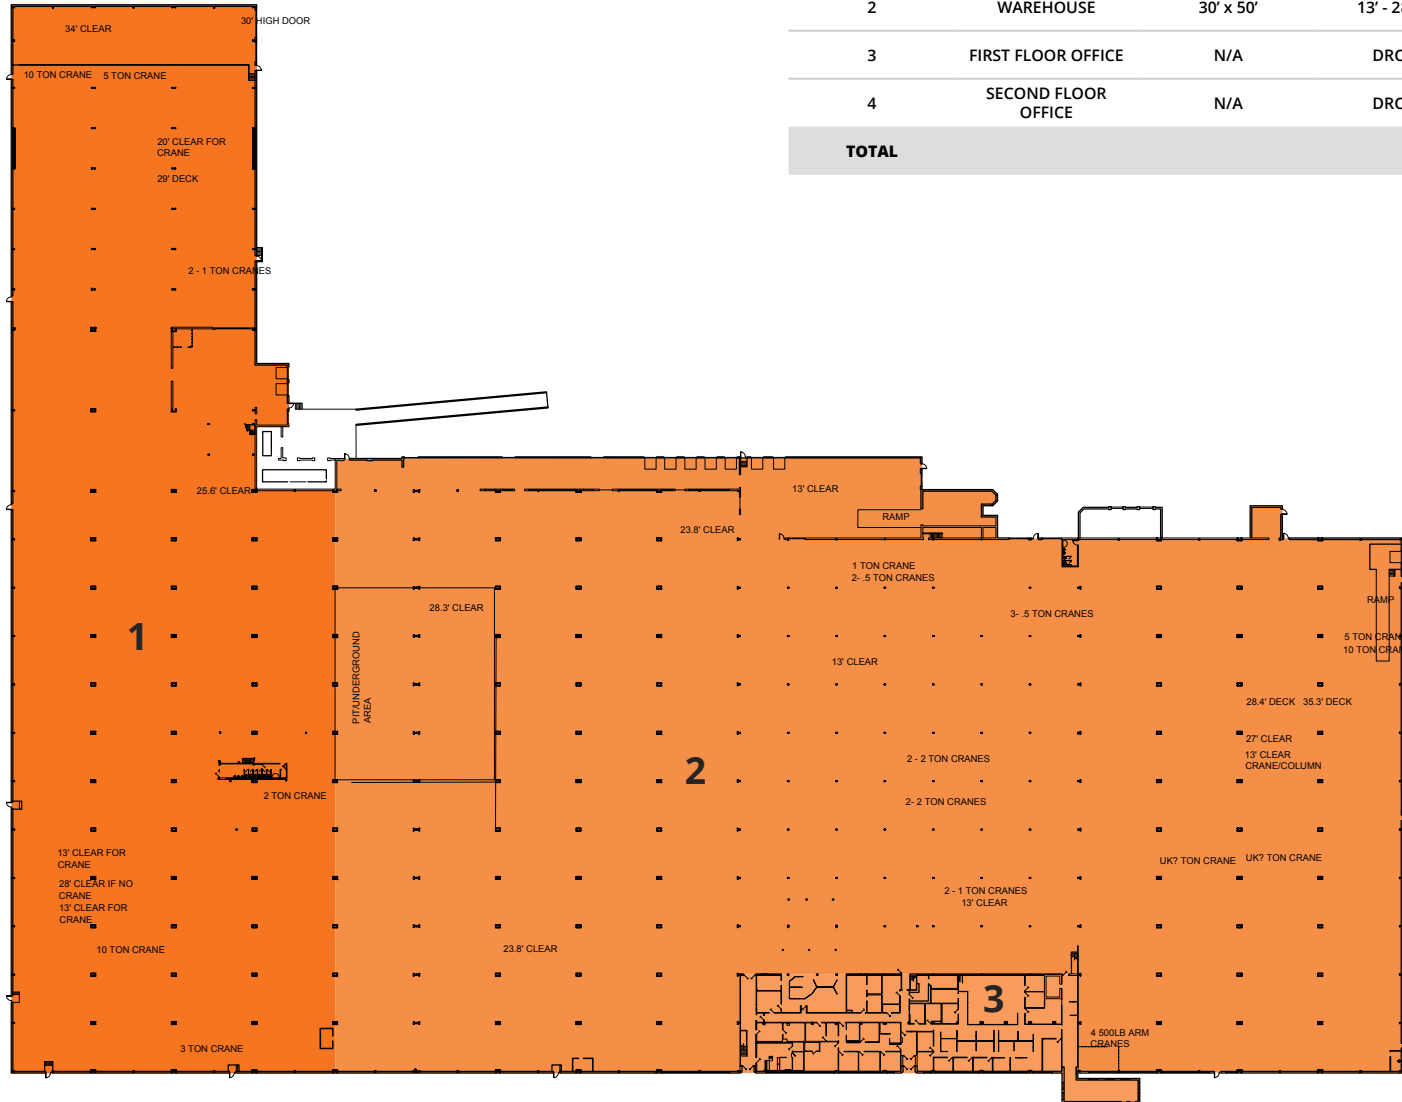 2 WAREHOUSE 30’ x 50’
3 FIRST FLOOR OFFICE N/A
4 SECOND FLOOR
OFFICE N/A
TOTAL
34' CLEAR
30' HIGH DOOR
10 TON CRANE 5 TON CRANE
20' CLEAR FOR
CRANE
29' DECK
2 - 1 TON CRANES
25.6' CLEAR
13' CLEAR
RAMP
23.8' CLEAR
1 TON CRANE
2- .5 TON CRANES
28.3' CLEAR
3- .5 TON CRANES
RAMP
1
PIT/UNDERGROUND
AREA
5 TON
10 TON
13' CLEAR
28.4' DECK 35.3' DECK
27' CLEAR
13' CLEAR
CRANE/COLUMN
2 - 2 TON CRANES
2
2 TON CRANE
2- 2 TON CRANES
13' CLEAR FOR
CRANE
28' CLEAR IF NO
CRANE
13' CLEAR FOR
CRANE
UK? TON CRANE UK? TON CRANE
2 - 1 TON CRANES
13' CLEAR
10 TON CRANE
23.8' CLEAR
3
4 500LB ARM
CRANES
3 TON CRANE